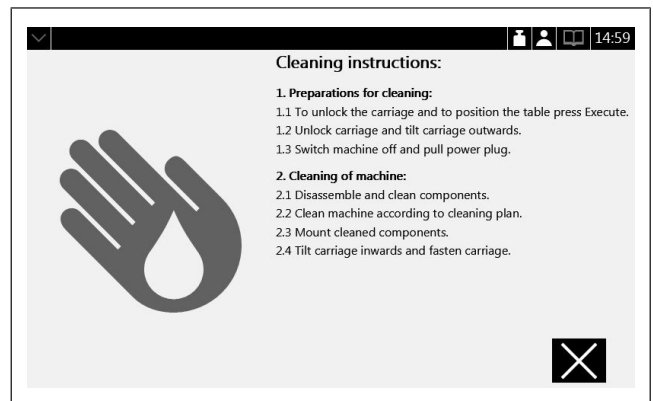 14:59
Cleaning instructions:
1. Preparations for cleaning:
1.1 To unlock the carriage and to position the table press Execute.
1.2 Unlock carriage and tilt carriage outwards.
1.3 Switch machine off and pull power plug.
2. Cleaning of machine:
2.1 Disassemble and clean components.
2.2 Clean machine according to cleaning plan.
2.3 Mount cleaned components.
2.4 Tilt carriage inwards and fasten carriage.